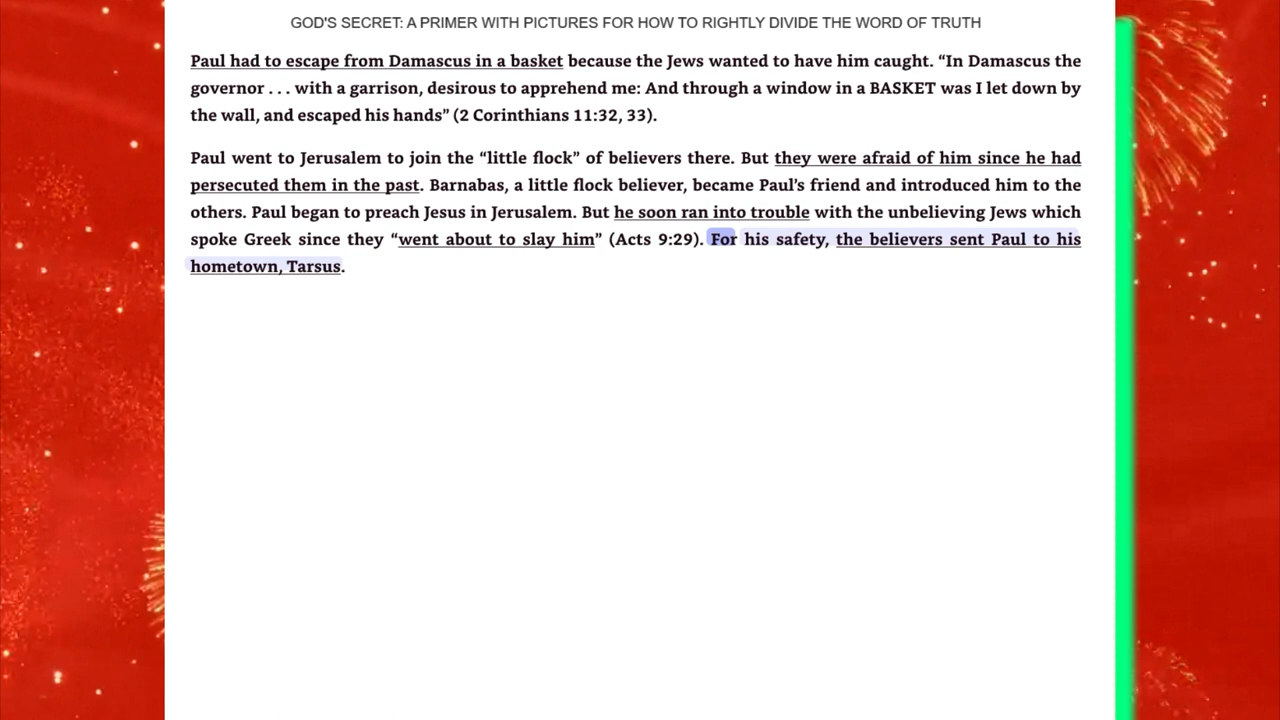 GOD'S SECRET: A PRIMER WITH PICTURES FOR HOW TO RIGHTLY DIVIDE THE WORD OF TRUTH
Paul had to escape from Damascus in a basket because the Jews wanted to have him caught. “In Damascus the
governor . . . with a garrison, desirous to apprehend me: And through a window in a BASKET was I let down by
the wall, and escaped his hands” (2 Corinthians 11:32, 33).
Paul went to Jerusalem to join the “little flock” of believers there. But they were afraid of him since he had
persecuted them in the past. Barnabas, a little flock believer, became Paul’s friend and introduced him to the
others. Paul began to preach Jesus in Jerusalem. But he soon ran into trouble with the unbelieving Jews which
spoke Greek since they “went about to slay him” (Acts 9:29). For his safety, the believers sent Paul to his
hometown, Tarsus.